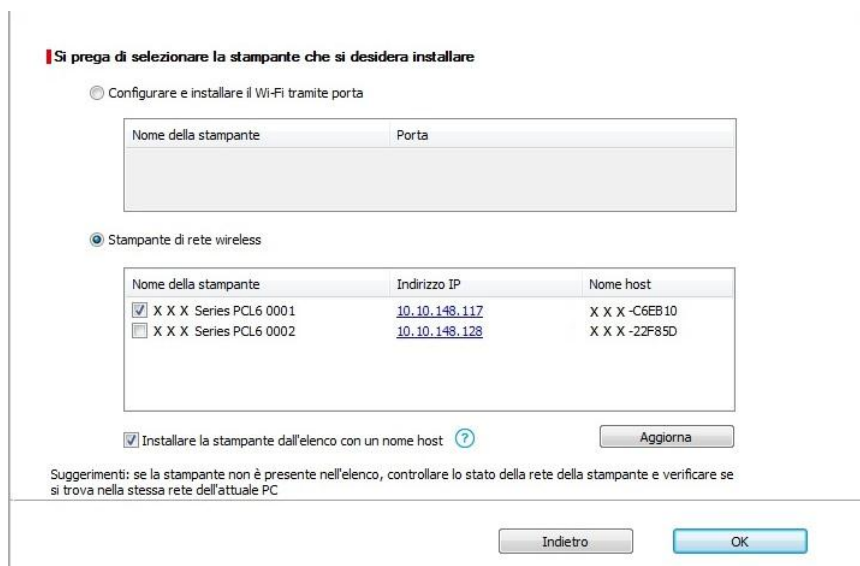 Si prega di selezionare la stampante che si desidera installare
Configurare e installare il Wi-Fi tramite porta
Nome della stampante Porta
Stampante di rete wireless
Nome della stampante Indirizzo IP Nome host
X X X Series PCL6 0001 10.10.148.117 X X X -C6EB10
X X X Series PCL6 0002 10.10.148.128 X X X -22F85D
Installare la stampante dall'elenco con un nome host ? Aggiorna
Suggerimenti: se la stampante non è presente nell'elenco, controllare lo stato della rete della stampante e verificare se
si trova nella stessa rete dell'attuale PC
Indietro OK